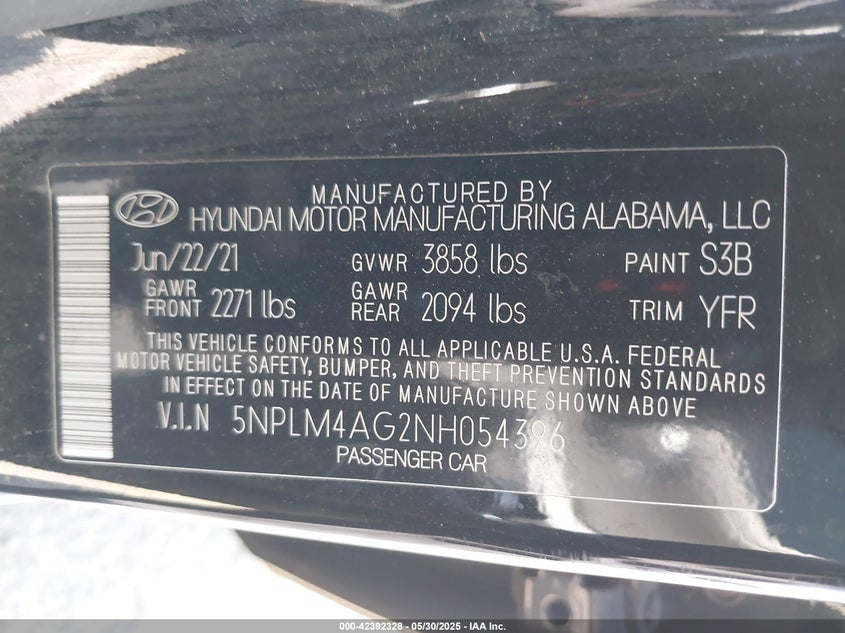 MANUFACTURED BY
HYUNDAI MOTOR MANUFACTURING ALABAMA, LLC
Jun/22/21 GVWR 3858 lbs PAINT S3B
GAWR FRONT 2271 lbs GAWR REAR 2094 lbs TRIM YFR
THIS VEHICLE CONFORMS TO ALL APPLICABLE U.S.A. FEDERAL
MOTOR VEHICLE SAFETY, BUMPER, AND THEFT PREVENTION STANDARDS
IN EFFECT ON THE DATE OF MANUFACTURE SHOWN ABOVE
V.I.N 5NPLM4AG2NH054396
PASSENGER CAR
000-42392328 - 05/30/2025 - IAA Inc.